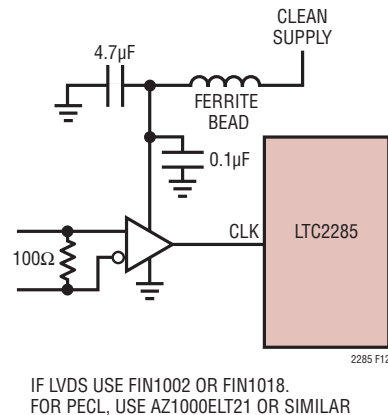 CLEAN
SUPPLY
4.7µF
FERRITE
BEAD
0.1µF
CLK
LTC2285
100Ω
2285 F12
IF LVDS USE FIN1002 OR FIN1018.
FOR PECL, USE AZ1000ELT21 OR SIMILAR